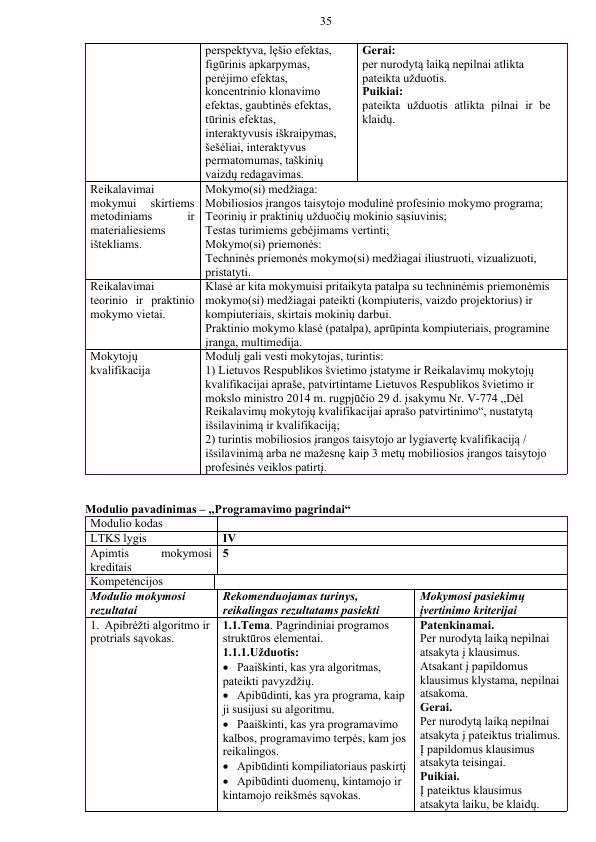 35
perspektyva, lęšio efektas,
figūrinis apkarpymas,
perėjimo efektas,
koncentrinio klonavimo
efektas, gaubtinės efektas,
tūrinis efektas,
interaktyvusis iškraipymas,
šešėliai, interaktyvus
permatomumas, taškinių
vaizdų redagavimas.
Gerai:
per nurodytą laiką nepilnai atlikta
pateikta užduotis.
Puikiai:
pateikta užduotis atlikta pilnai ir be
klaidų.
Reikalavimai
mokymui skirtiems
metodiniams ir
materialiesiems
ištekliams.
Mokymo(si) medžiaga:
Mobiliosios įrangos taisytojo modulinė profesinio mokymo programa;
Teorinių ir praktinių užduočių mokinio sąsiuvinis;
Testas turimiems gebėjimams vertinti;
Mokymo(si) priemonės:
Techninės priemonės mokymo(si) medžiagai iliustruoti, vizualizuoti,
pristatyti.
Reikalavimai
teorinio ir praktinio
mokymo vietai.
Klasė ar kita mokymuisi pritaikyta patalpa su techninėmis priemonėmis
mokymo(si) medžiagai pateikti (kompiuteris, vaizdo projektorius) ir
kompiuteriais, skirtais mokinių darbui.
Praktinio mokymo klasė (patalpa), aprūpinta kompiuteriais, programine
įranga, multimedija.
Mokytojų
kvalifikacija
Modulį gali vesti mokytojas, turintis:
1) Lietuvos Respublikos švietimo įstatyme ir Reikalavimų mokytojų
kvalifikacijai apraše, patvirtintame Lietuvos Respublikos švietimo ir
mokslo ministro 2014 m. rugpjūčio 29 d. įsakymu Nr. V-774 „Dėl
Reikalavimų mokytojų kvalifikacijai aprašo patvirtinimo“, nustatytą
išsilavinimą ir kvalifikaciją;
2) turintis mobiliosios įrangos taisytojo ar lygiavertę kvalifikaciją /
išsilavinimą arba ne mažesnę kaip 3 metų mobiliosios įrangos taisytojo
profesinės veiklos patirtį.
Modulio pavadinimas – „Programavimo pagrindai“
Modulio kodas
LTKS lygis IV
Apimtis mokymosi
kreditais
5
Kompetencijos
Modulio mokymosi
rezultatai
Rekomenduojamas turinys,
reikalingas rezultatams pasiekti
Mokymosi pasiekimų
įvertinimo kriterijai
1. Apibrėžti algoritmo ir
protrials sąvokas.
1.1.Tema. Pagrindiniai programos
struktūros elementai.
1.1.1.Užduotis:
• Paaiškinti, kas yra algoritmas,
pateikti pavyzdžių.
• Apibūdinti, kas yra programa, kaip
ji susijusi su algoritmu.
• Paaiškinti, kas yra programavimo
kalbos, programavimo terpės, kam jos
reikalingos.
• Apibūdinti kompiliatoriaus paskirtį
• Apibūdinti duomenų, kintamojo ir
kintamojo reikšmės sąvokas.
Patenkinamai.
Per nurodytą laiką nepilnai
atsakyta į klausimus.
Atsakant į papildomus
klausimus klystama, nepilnai
atsakoma.
Gerai.
Per nurodytą laiką nepilnai
atsakyta į pateiktus trialimus.
Į papildomus klausimus
atsakyta teisingai.
Puikiai.
Į pateiktus klausimus
atsakyta laiku, be klaidų.